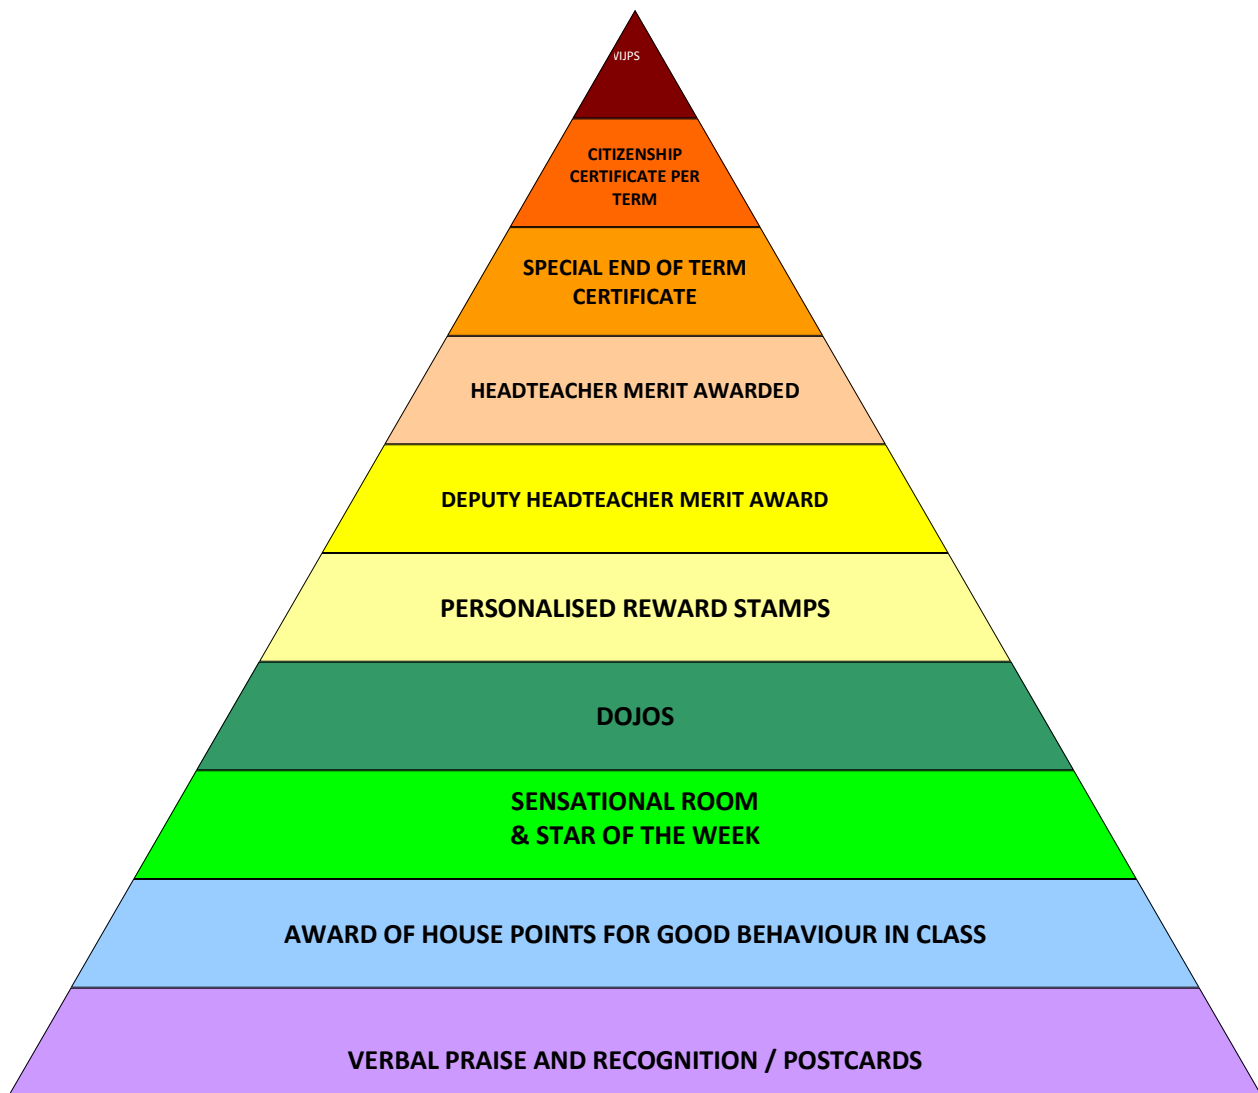 VIJPS
CITIZENSHIP
CERTIFICATE PER
TERM
SPECIAL END OF TERM
CERTIFICATE
HEADTEACHER MERIT AWARDED
DEPUTY HEADTEACHER MERIT AWARD
PERSONALISED REWARD STAMPS
DOJOS
SENSATIONAL ROOM
& STAR OF THE WEEK
AWARD OF HOUSE POINTS FOR GOOD BEHAVIOUR IN CLASS
VERBAL PRAISE AND RECOGNITION / POSTCARDS